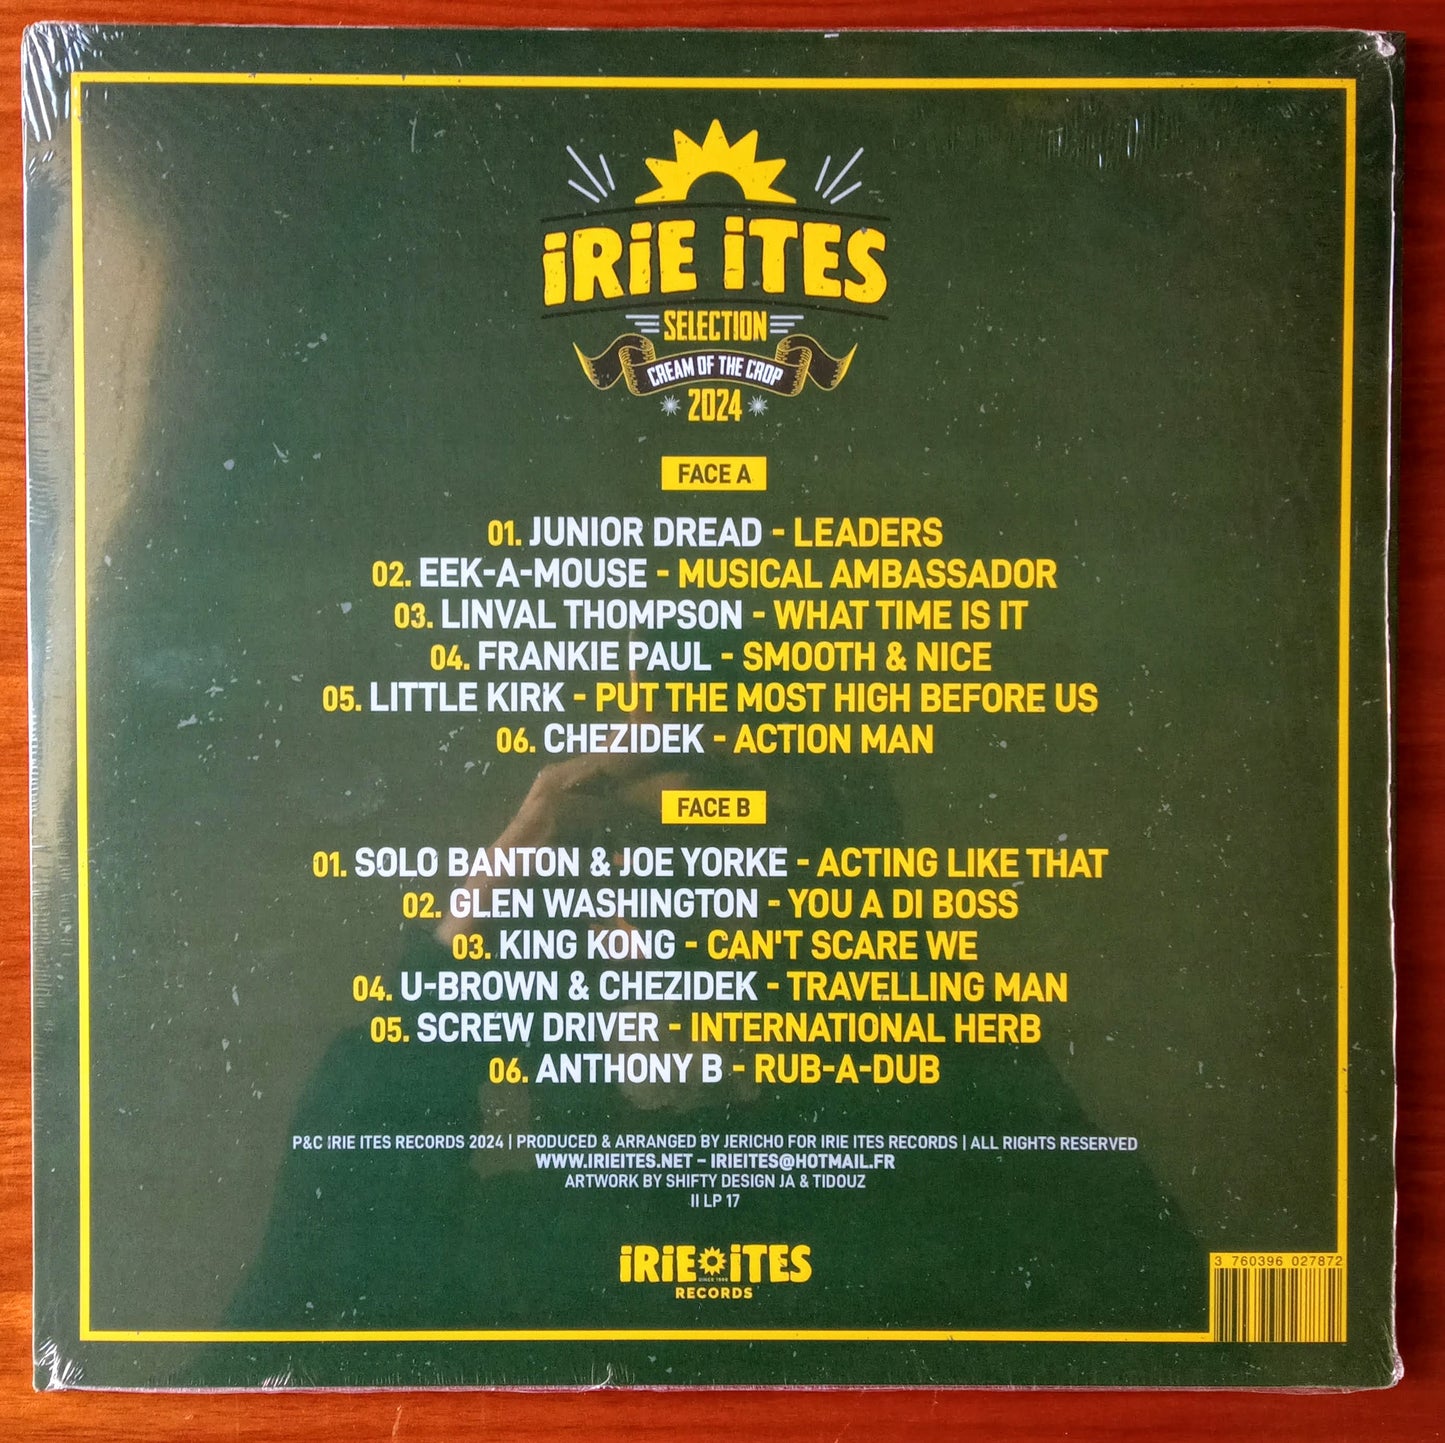 iRiE iTES
SELECTION
CREAM OF THE CROP
2024
FACE A
01. JUNIOR DREAD - LEADERS
02. EEK-A-MOUSE - MUSICAL AMBASSADOR
03. LINVAL THOMPSON - WHAT TIME IS IT
04. FRANKIE PAUL - SMOOTH & NICE
05. LITTLE KIRK - PUT THE MOST HIGH BEFORE US
06. CHEZIDEK - ACTION MAN
FACE B
01. SOLO BANTON & JOE YORKE - ACTING LIKE THAT
02. GLEN WASHINGTON - YOU A DI BOSS
03. KING KONG - CAN'T SCARE WE
04. U-BROWN & CHEZIDEK - TRAVELLING MAN
05. SCREW DRIVER - INTERNATIONAL HERB
06. ANTHONY B - RUB-A-DUB
P&C IRIE ITES RECORDS 2024 | PRODUCED & ARRANGED BY JERICHO FOR IRIE ITES RECORDS | ALL RIGHTS RESERVED
WWW.IRIEITES.NET – IRIEITES@HOTMAIL.FR
ARTWORK BY SHIFTY DESIGN JA & TIDOUZ
II LP 17
iRiE iTES
RECORDS
3 760396 027872